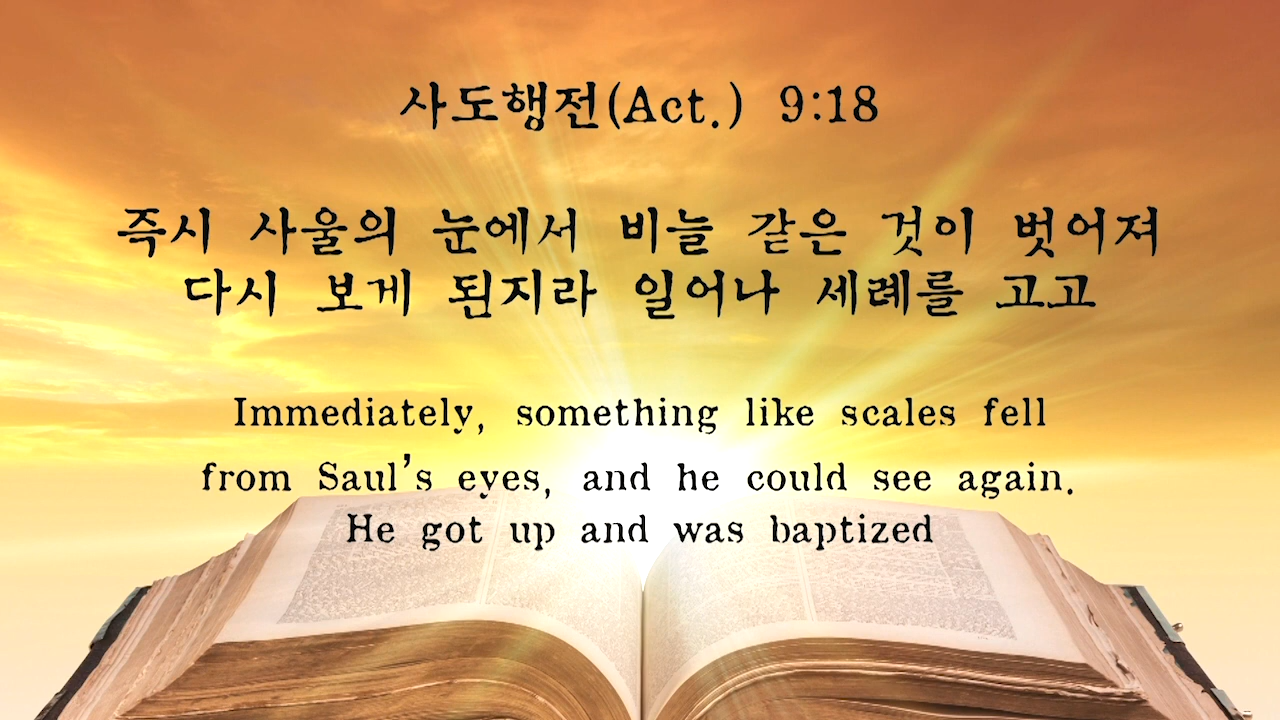 사도행전(Act.) 9:18
즉시 사울의 눈에서 비늘 같은 것이 벗어져
다시 보게 된지라 일어나 세례를 고고
Immediately, something like scales fell
from Saul's eyes, and he could see again.
He got up and was baptized